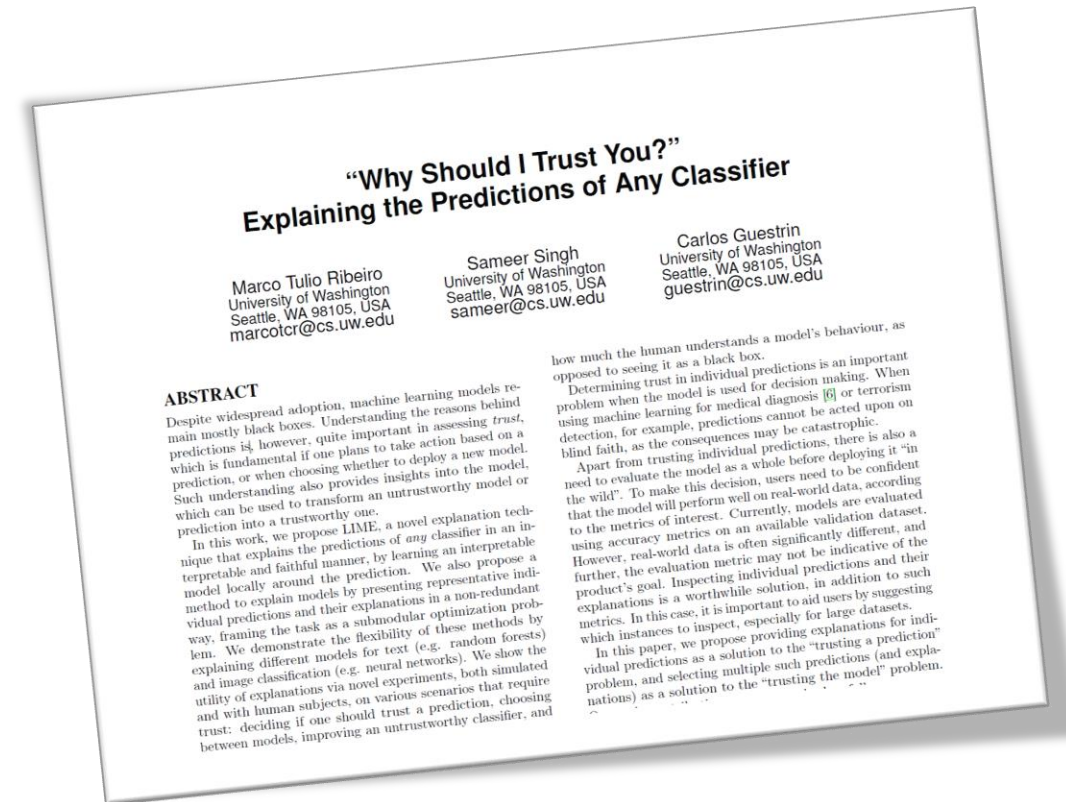 “Why Should I Trust You?”
Explaining the Predictions of Any Classifier
Marco Tulio Ribeiro
University of Washington
Seattle, WA 98105, USA
marcotcr@cs.uw.edu
Sameer Singh
University of Washington
Seattle, WA 98105, USA
sameer@cs.uw.edu
Carlos Guestrin
University of Washington
Seattle, WA 98105, USA
guestrin@cs.uw.edu
ABSTRACT
Despite widespread adoption, machine learning models re-
main mostly black boxes. Understanding the reasons behind
predictions is, however, quite important in assessing trust,
which is fundamental if one plans to take action based on a
prediction, or when choosing whether to deploy a new model.
Such understanding also provides insights into the model,
which can be used to transform an untrustworthy model or
prediction into a trustworthy one.
In this work, we propose LIME, a novel explanation tech-
nique that explains the predictions of any classifier in an in-
terpretable and faithful manner, by learning an interpretable
model locally around the prediction. We also propose a
method to explain models by presenting representative indi-
vidual predictions and their explanations in a non-redundant
way, framing the task as a submodular optimization prob-
lem. We demonstrate the flexibility of these methods by
explaining different models for text (e.g. random forests)
and image classification (e.g. neural networks). We show the
utility of explanations via novel experiments, both simulated
and with human subjects, on various scenarios that require
trust: deciding if one should trust a prediction, choosing
between models, improving an untrustworthy classifier, and
how much the human understands a model's behaviour, as
opposed to seeing it as a black box.
Determining trust in individual predictions is an important
problem when the model is used for decision making. When
using machine learning for medical diagnosis [6] or terrorism
detection, for example, predictions cannot be acted upon on
blind faith, as the consequences may be catastrophic.
Apart from trusting individual predictions, there is also a
need to evaluate the model as a whole before deploying it “in
the wild”. To make this decision, users need to be confident
that the model will perform well on real-world data, according
to the metrics of interest. Currently, models are evaluated
using accuracy metrics on an available validation dataset.
However, real-world data is often significantly different, and
further, the evaluation metric may not be indicative of the
product's goal. Inspecting individual predictions and their
explanations is a worthwhile solution, in addition to such
metrics. In this case, it is important to aid users by suggesting
which instances to inspect, especially for large datasets.
In this paper, we propose providing explanations for indi-
vidual predictions as a solution to the “trusting a prediction”
problem, and selecting multiple such predictions (and expla-
nations) as a solution to the “trusting the model” problem.